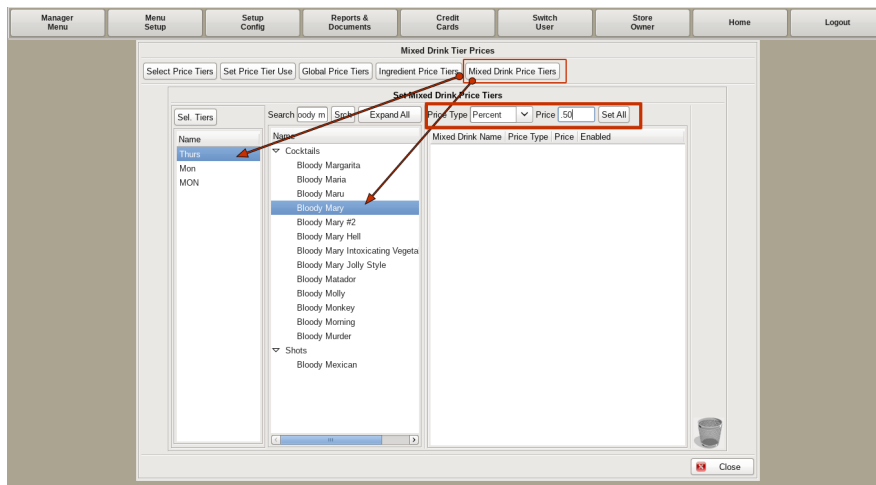 Manager Menu
Menu Setup
Setup Config
Reports & Documents
Credit Cards
Switch User
Store Owner
Home
Logout
Mixed Drink Tier Prices
Select Price Tiers Set Price Tier Use Global Price Tiers Ingredient Price Tiers Mixed Drink Price Tiers
Set Mixed Drink Price Tiers
Sel. Tiers
Search oody m Srch Expand All
Price Type Percent Price .50 Set All
Name
Thurs
Mon
MON
Name
Cocktails
Bloody Margarita
Bloody Maria
Bloody Maru
Bloody Mary
Bloody Mary #2
Bloody Mary Hell
Bloody Mary Intoxicating Vegeta
Bloody Mary Jolly Style
Bloody Matador
Bloody Molly
Bloody Monkey
Bloody Morning
Bloody Murder
Shots
Bloody Mexican
Mixed Drink Name Price Type Price Enabled
Close